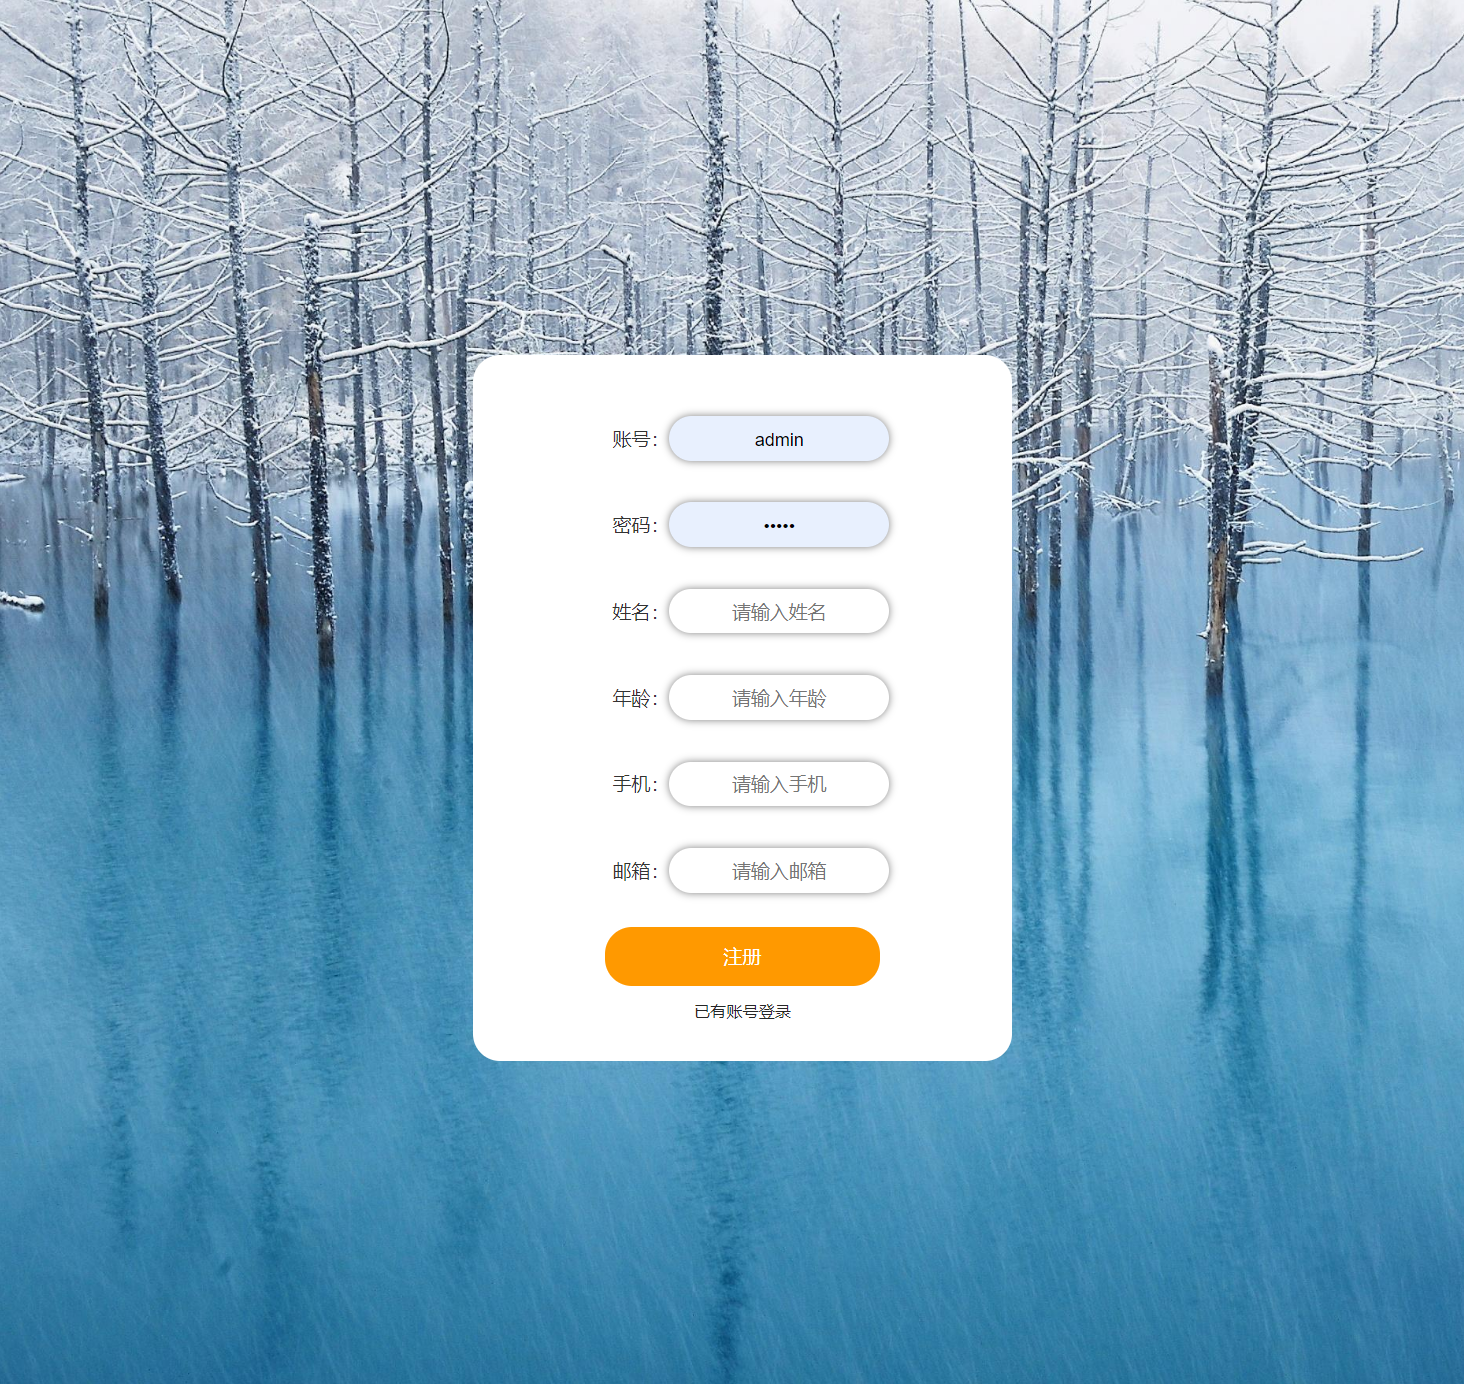 账号： admin
密码： •••••
姓名： 请输入姓名
年龄： 请输入年龄
手机： 请输入手机
邮箱： 请输入邮箱
注册
已有账号登录